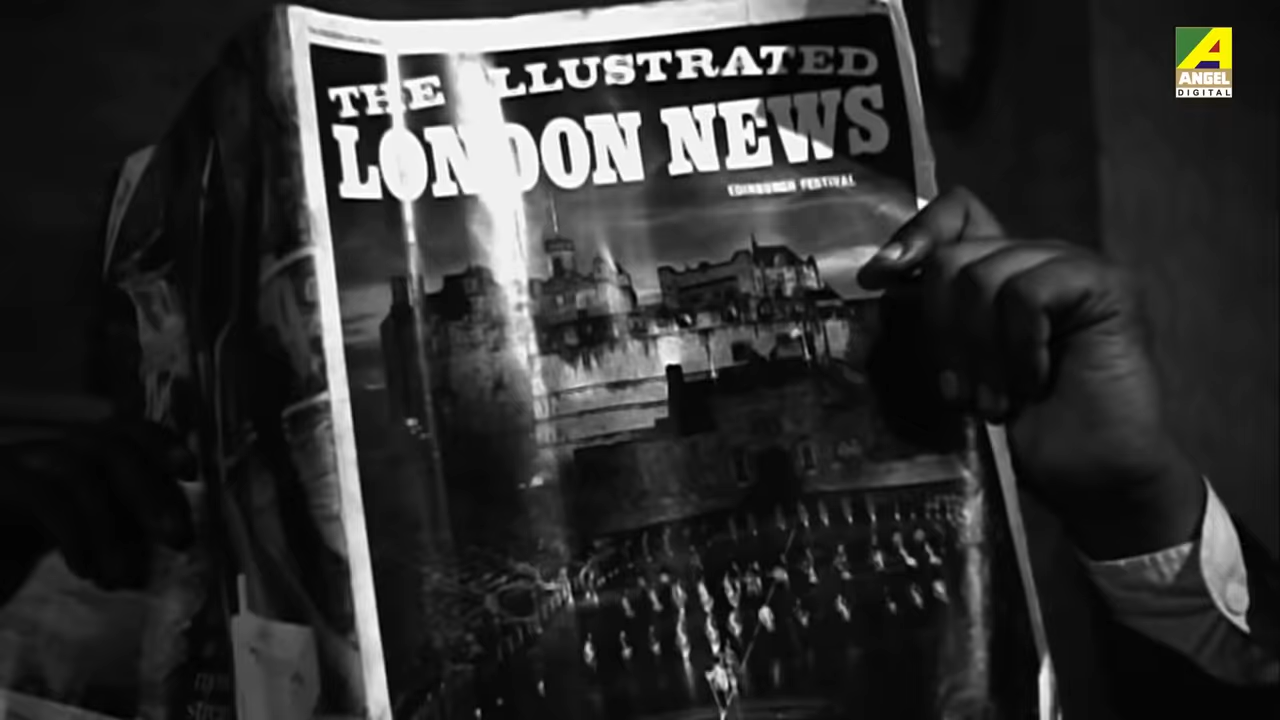 THE ILLUSTRATED
LONDON NEWS
EDINBURGH FESTIVAL
A
ANGEL
DIGITAL